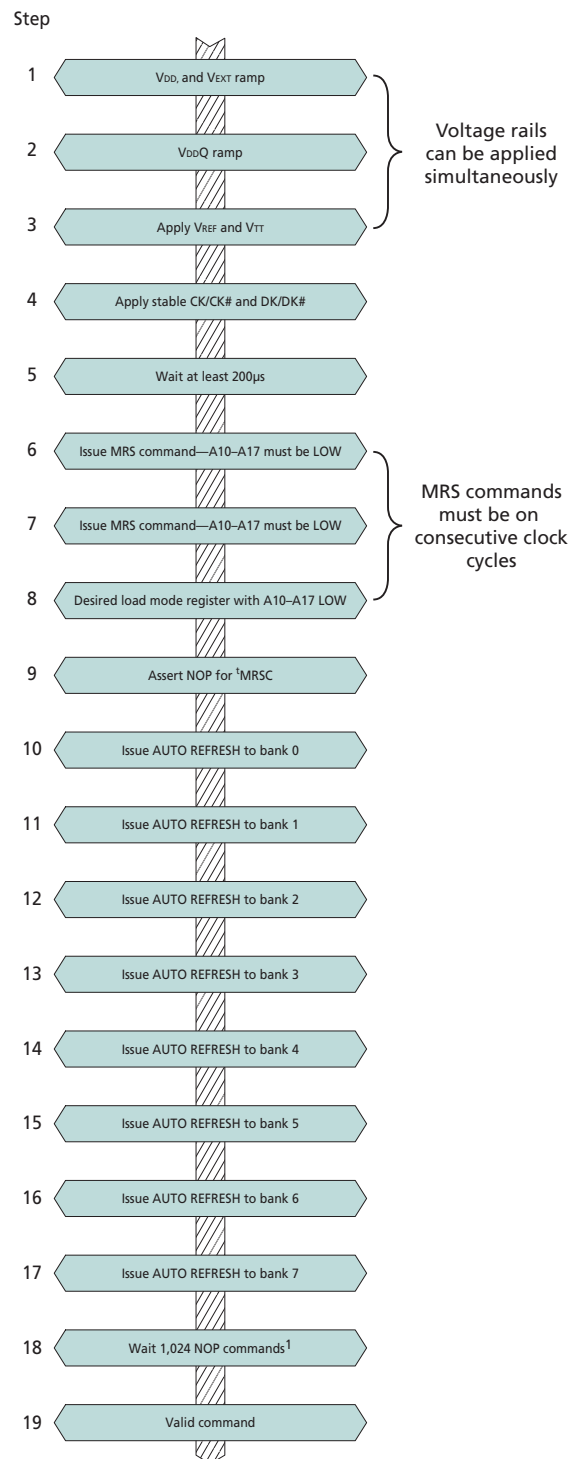 Step
1 VDD, and VEXT ramp
2 VDDQ ramp
3 Apply VREF and VTT
Voltage rails
can be applied
simultaneously
4 Apply stable CK/CK# and DK/DK#
5 Wait at least 200µs
6 Issue MRS command—A10–A17 must be LOW
7 Issue MRS command—A10–A17 must be LOW
8 Desired load mode register with A10–A17 LOW
MRS commands
must be on
consecutive clock
cycles
9 Assert NOP for tMRSC
10 Issue AUTO REFRESH to bank 0
11 Issue AUTO REFRESH to bank 1
12 Issue AUTO REFRESH to bank 2
13 Issue AUTO REFRESH to bank 3
14 Issue AUTO REFRESH to bank 4
15 Issue AUTO REFRESH to bank 5
16 Issue AUTO REFRESH to bank 6
17 Issue AUTO REFRESH to bank 7
18 Wait 1,024 NOP commands1
19 Valid command